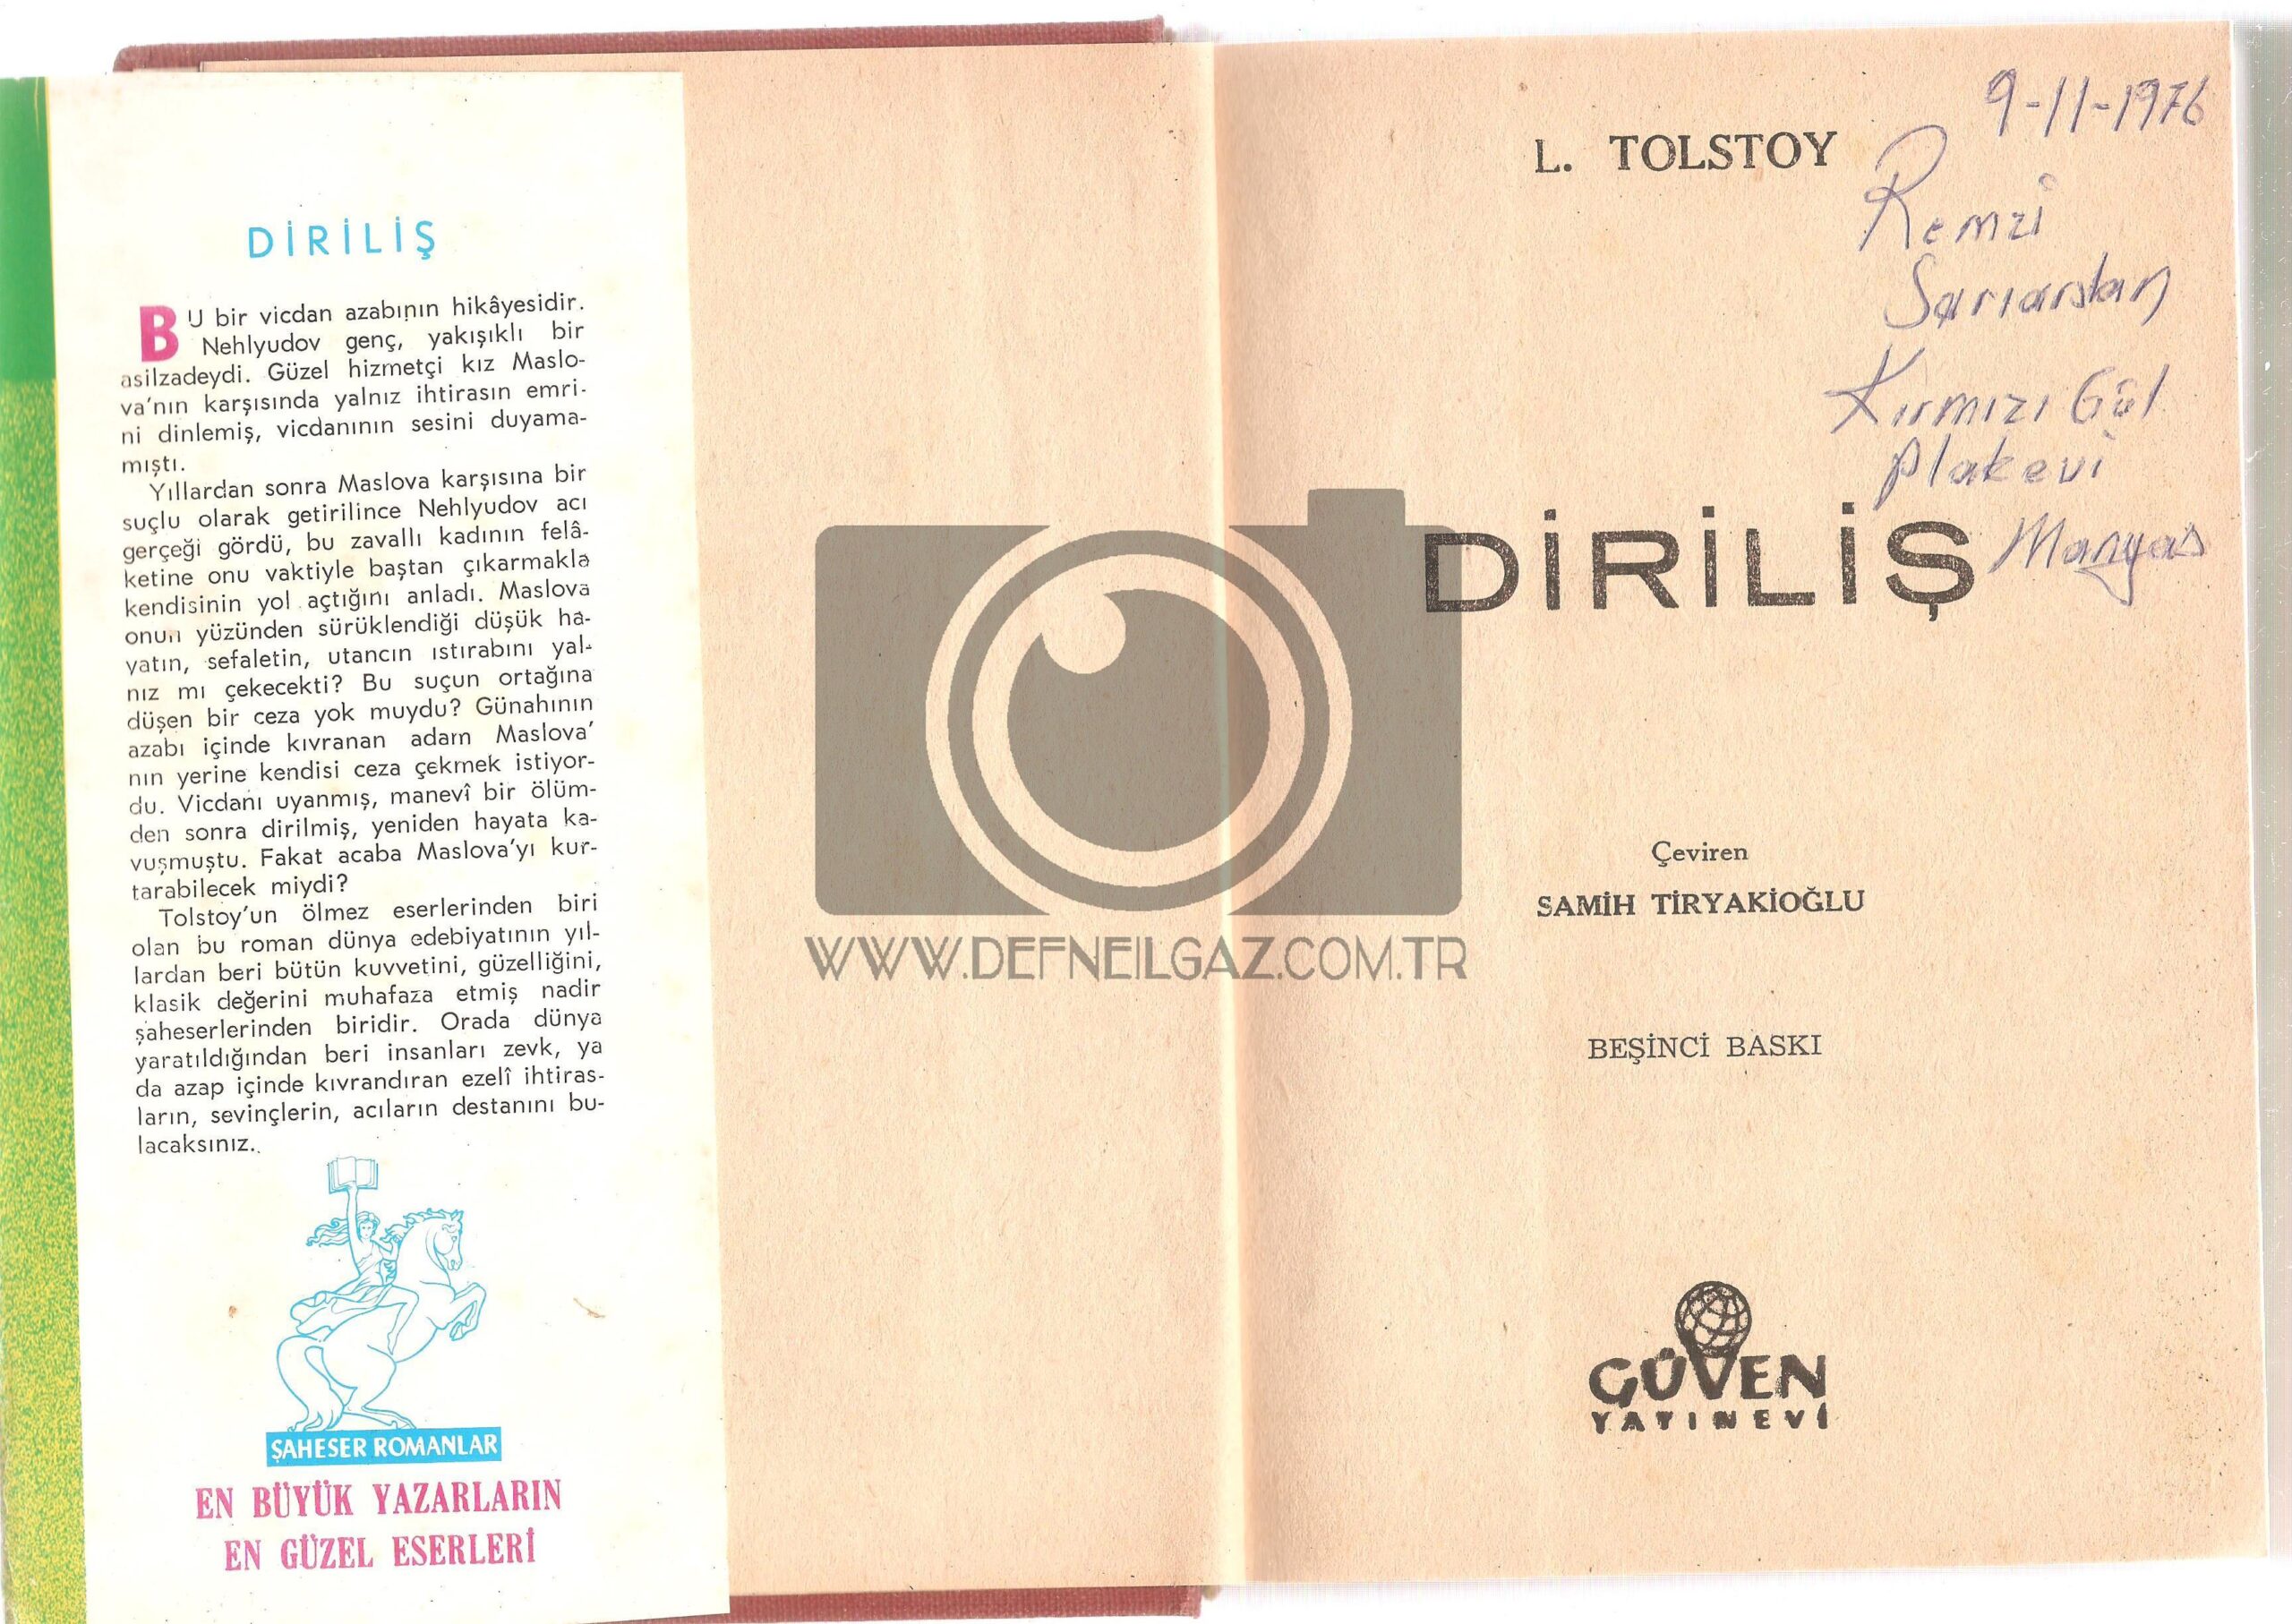 DİRİLİŞ
BU bir vicdan azabının hikâyesidir.
Nehlyudov genç, yakışıklı bir
asilzadeydi. Güzel hizmetçi kız Maslo-
va'nın karşısında yalnız ihtirasın emri-
ni dinlemiş, vicdanının sesini duyama-
mıştı.
Yıllardan sonra Maslova karşısına bir
suçlu olarak getirilince Nehlyudov acı
gerçeği gördü, bu zavallı kadının felâ-
ketine onu vaktiyle baştan çıkarmakla
kendisinin yol açtığını anladı. Maslova
onun yüzünden sürüklendiği düşük ha-
yatın, sefaletin, utancın ıstırabını yal-
nız mı çekecekti? Bu suçun ortağına
düşen bir ceza yok muydu? Günahının
azabı içinde kıvranan adam Maslova'
nın yerine kendisi ceza çekmek istiyor-
du. Vicdanı uyanmış, manevî bir ölüm-
den sonra dirilmiş, yeniden hayata ka-
vuşmuştu. Fakat acaba Maslova'yı kur-
tarabilecek miydi?
Tolstoy'un ölmez eserlerinden biri
olan bu roman dünya edebiyatının yıl-
lardan beri bütün kuvvetini, güzelliğini,
klasik değerini muhafaza etmiş nadir
şaheserlerinden biridir. Orada dünya
yaratıldığından beri insanları zevk, ya
da azap içinde kıvrandıran ezelî ihtiras-
ların, sevinçlerin, acıların destanını bu-
lacaksınız..
ŞAHESER ROMANLAR
EN BÜYÜK YAZARLARIN
EN GÜZEL ESERLERİ
9-11-1976
L. TOLSTOY
Remzi
Sarıarslan
Kırmızı Gül
Plakevi
Manyas
DİRİLİŞ
Çeviren
SAMİH TİRYAKİOĞLU
WWW.DEFNEILGAZ.COM.TR
BEŞİNCİ BASKI
GÜVEN
YAYINEVİ